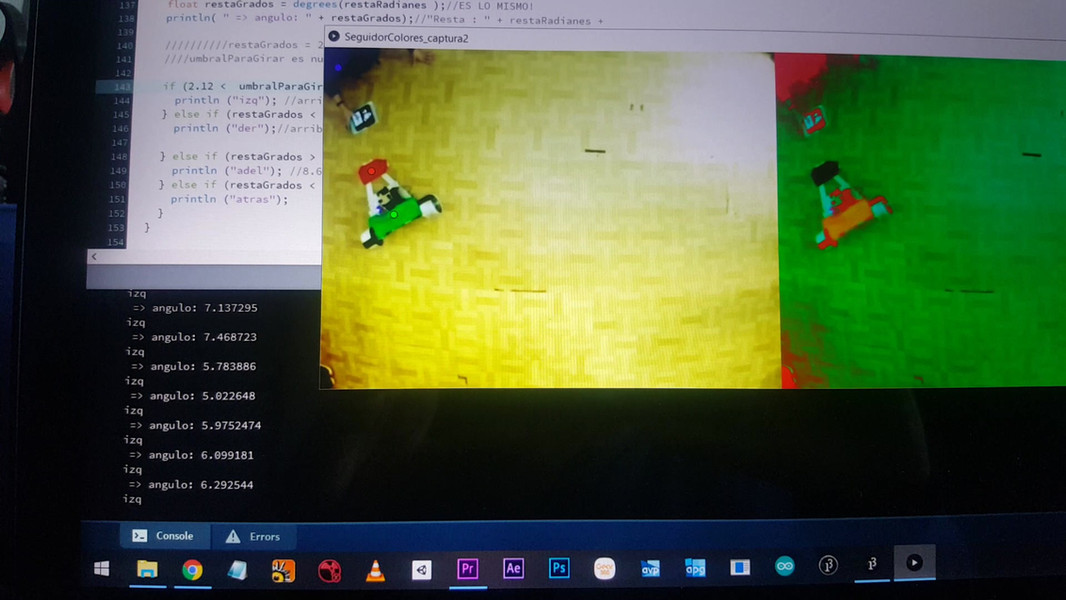 137 float restaGrados = degrees(restaRadianes );//ES LO MISMO!
138 println( " => angulo: " + restaGrados);//"Resta : " + restaRadianes +
139
140 //////////restaGrados = 2
141 ////umbralParaGirar es nu
142
143 if (2.12 < umbralParaGir
144 println ("izq"); //arri
145 } else if (restaGrados <
146 println ("der");//arrib
147
148 } else if (restaGrados >
149 println ("adel"); //8.6
150 } else if (restaGrados <
151 println ("atras");
152 }
153 }
154
SeguidorColores_captura2
izq
=> angulo: 7.137295
izq
=> angulo: 7.468723
izq
=> angulo: 5.783886
izq
=> angulo: 5.022648
izq
=> angulo: 5.9752474
izq
=> angulo: 6.099181
izq
=> angulo: 6.292544
izq
Console Errors
Pr Ae Ps